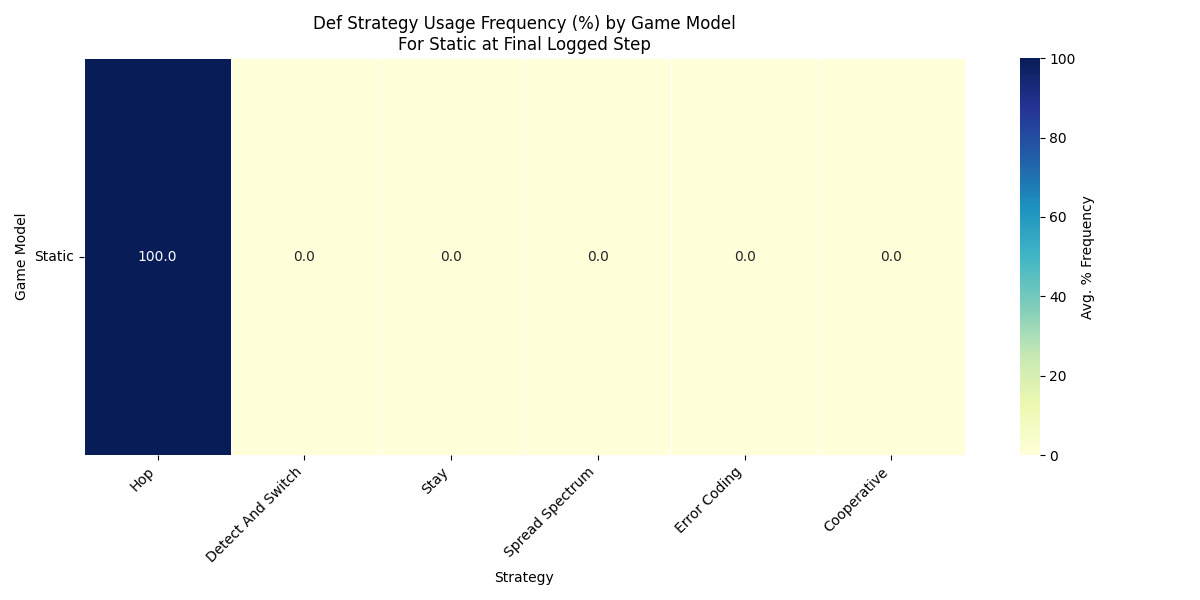 Def Strategy Usage Frequency (%) by Game Model
For Static at Final Logged Step
Game Model
Static
100.0
0.0
0.0
0.0
0.0
0.0
Hop
Detect And Switch
Stay
Spread Spectrum
Error Coding
Cooperative
Strategy
100
80
60
40
20
0
Avg. % Frequency